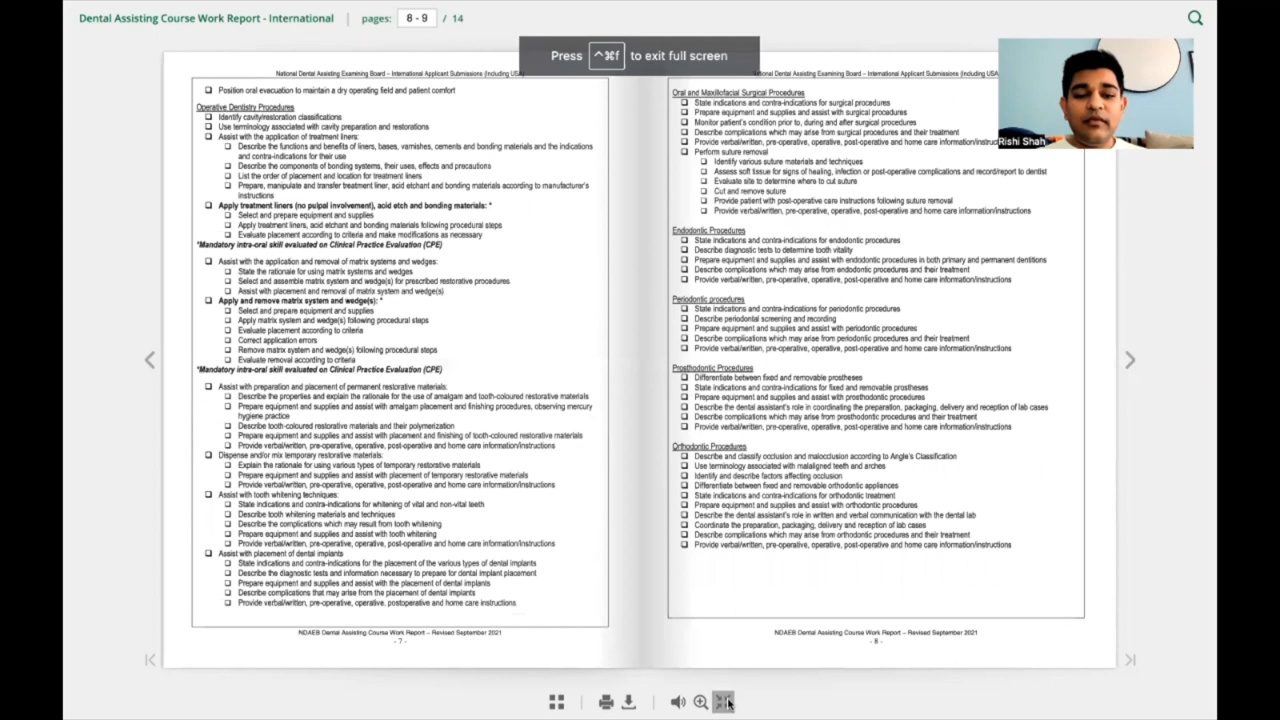 Dental Assisting Course Work Report - International
pages: 8 - 9 / 14
Press ^⌘f to exit full screen
Rishi Shah
National Dental Assisting Examining Board – International Applicant Submissions (Including USA)
❑ Position oral evacuation to maintain a dry operating field and patient comfort
Operative Dentistry Procedures
❑ Identify cavity/restoration classifications
❑ Use terminology associated with cavity preparation and restorations
❑ Assist with the application of treatment liners:
❑ Describe the functions and benefits of liners, bases, varnishes, cements and bonding materials and the indications
and contra-indications for their use
❑ Describe the components of bonding systems, their uses, effects and precautions
❑ List the order of placement and location for treatment liners
❑ Prepare, manipulate and transfer treatment liner, acid etchant and bonding materials according to manufacturer's
instructions
❑ Apply treatment liners (no pulpal involvement), acid etch and bonding materials: *
❑ Select and prepare equipment and supplies
❑ Apply treatment liners, acid etchant and bonding materials following procedural steps
❑ Evaluate placement according to criteria and make modifications as necessary
*Mandatory intra-oral skill evaluated on Clinical Practice Evaluation (CPE)
❑ Assist with the application and removal of matrix systems and wedges:
❑ State the rationale for using matrix systems and wedges
❑ Select and assemble matrix system and wedge(s) for prescribed restorative procedures
❑ Assist with placement and removal of matrix system and wedge(s)
❑ Apply and remove matrix system and wedge(s): *
❑ Select and prepare equipment and supplies
❑ Apply matrix system and wedge(s) following procedural steps
❑ Evaluate placement according to criteria
❑ Correct application errors
❑ Remove matrix system and wedge(s) following procedural steps
❑ Evaluate removal according to criteria
*Mandatory intra-oral skill evaluated on Clinical Practice Evaluation (CPE)
❑ Assist with preparation and placement of permanent restorative materials:
❑ Describe the properties and explain the rationale for the use of amalgam and tooth-coloured restorative materials
❑ Prepare equipment and supplies and assist with amalgam placement and finishing procedures, observing mercury
hygiene practice
❑ Describe tooth-coloured restorative materials and their polymerization
❑ Prepare equipment and supplies and assist with placement and finishing of tooth-coloured restorative materials
❑ Provide verbal/written, pre-operative, operative, post-operative and home care information/instructions
❑ Dispense and/or mix temporary restorative materials:
❑ Explain the rationale for using various types of temporary restorative materials
❑ Prepare equipment and supplies and assist with placement of temporary restorative materials
❑ Provide verbal/written, pre-operative, operative, post-operative and home care information/instructions
❑ Assist with tooth whitening techniques:
❑ State indications and contra-indications for whitening of vital and non-vital teeth
❑ Describe tooth whitening materials and techniques
❑ Describe the complications which may result from tooth whitening
❑ Prepare equipment and supplies and assist with tooth whitening
❑ Provide verbal/written, pre-operative, operative, post-operative and home care information/instructions
❑ Assist with placement of dental implants
❑ State indications and contra-indications for the placement of the various types of dental implants
❑ Describe the diagnostic tests and information necessary to prepare for dental implant placement
❑ Prepare equipment and supplies and assist with the placement of dental implants
❑ Describe complications that may arise from the placement of dental implants
❑ Provide verbal/written, pre-operative, operative, postoperative and home care instructions
NDAEB Dental Assisting Course Work Report – Revised September 2021
- 7 -
National Dental Assisting Examining Board – International Applicant Submissions (Including USA
Oral and Maxillofacial Surgical Procedures
❑ State indications and contra-indications for surgical procedures
❑ Prepare equipment and supplies and assist with surgical procedures
❑ Monitor patient's condition prior to, during and after surgical procedures
❑ Describe complications which may arise from surgical procedures and their treatment
❑ Provide verbal/written, pre-operative, operative, post-operative and home care
❑ Perform suture removal
❑ Identify various suture materials and techniques
❑ Assess soft tissue for signs of healing, infection or post-operative complications and record/report to dentist
❑ Evaluate site to determine where to cut suture
❑ Cut and remove suture
❑ Provide patient with post-operative care instructions following suture removal
❑ Provide verbal/written, pre-operative, operative, post-operative and home care information/instructions
Endodontic Procedures
❑ State indications and contra-indications for endodontic procedures
❑ Describe diagnostic tests to determine tooth vitality
❑ Prepare equipment and supplies and assist with endodontic procedures in both primary and permanent dentitions
❑ Describe complications which may arise from endodontic procedures and their treatment
❑ Provide verbal/written, pre-operative, operative, post-operative and home care information/instructions
Periodontic procedures
❑ State indications and contra-indications for periodontic procedures
❑ Describe periodontal screening and recording
❑ Prepare equipment and supplies and assist with periodontic procedures
❑ Describe complications which may arise from periodontic procedures and their treatment
❑ Provide verbal/written, pre-operative, operative, post-operative and home care information/instructions
Prosthodontic Procedures
❑ Differentiate between fixed and removable prostheses
❑ State indications and contra-indications for fixed and removable prostheses
❑ Prepare equipment and supplies and assist with prosthodontic procedures
❑ Describe the dental assistant's role in coordinating the preparation, packaging, delivery and reception of lab cases
❑ Describe complications which may arise from prosthodontic procedures and their treatment
❑ Provide verbal/written, pre-operative, operative, post-operative and home care information/instructions
Orthodontic Procedures
❑ Describe and classify occlusion and malocclusion according to Angle's Classification
❑ Use terminology associated with malaligned teeth and arches
❑ Identify and describe factors affecting occlusion
❑ Differentiate between fixed and removable orthodontic appliances
❑ State indications and contra-indications for orthodontic treatment
❑ Prepare equipment and supplies and assist with orthodontic procedures
❑ Describe the dental assistant's role in written and verbal communication with the dental lab
❑ Coordinate the preparation, packaging, delivery and reception of lab cases
❑ Describe complications which may arise from orthodontic procedures and their treatment
❑ Provide verbal/written, pre-operative, operative, post-operative and home care information/instructions
NDAEB Dental Assisting Course Work Report – Revised September 2021
- 8 -